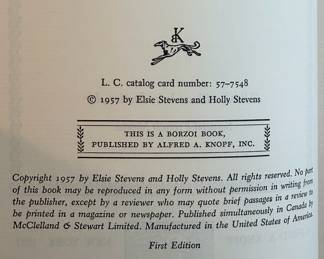 K
L. C. catalog card number: 57-7548
© 1957 by Elsie Stevens and Holly Stevens
THIS IS A BORZOI BOOK,
PUBLISHED BY ALFRED A. KNOPF, INC.
Copyright 1957 by Elsie Stevens and Holly Stevens. All rights reserved. No part
of this book may be reproduced in any form without permission in writing from
the publisher, except by a reviewer who may quote brief passages in a review to
be printed in a magazine or newspaper. Published simultaneously in Canada by
McClelland & Stewart Limited. Manufactured in the United States of America.
First Edition